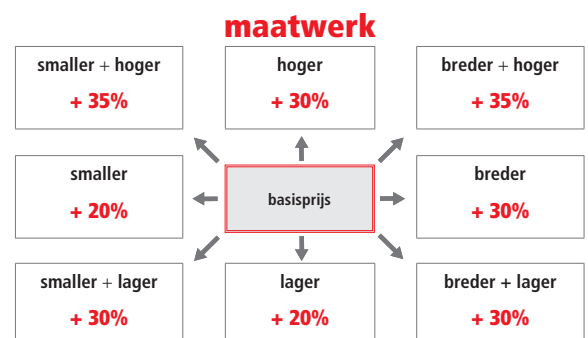 maatwerk
smaller + hoger
+ 35%
hoger
+ 30%
breder + hoger
+ 35%
smaller
+ 20%
basisprijs
breder
+ 30%
smaller + lager
+ 30%
lager
+ 20%
breder + lager
+ 30%